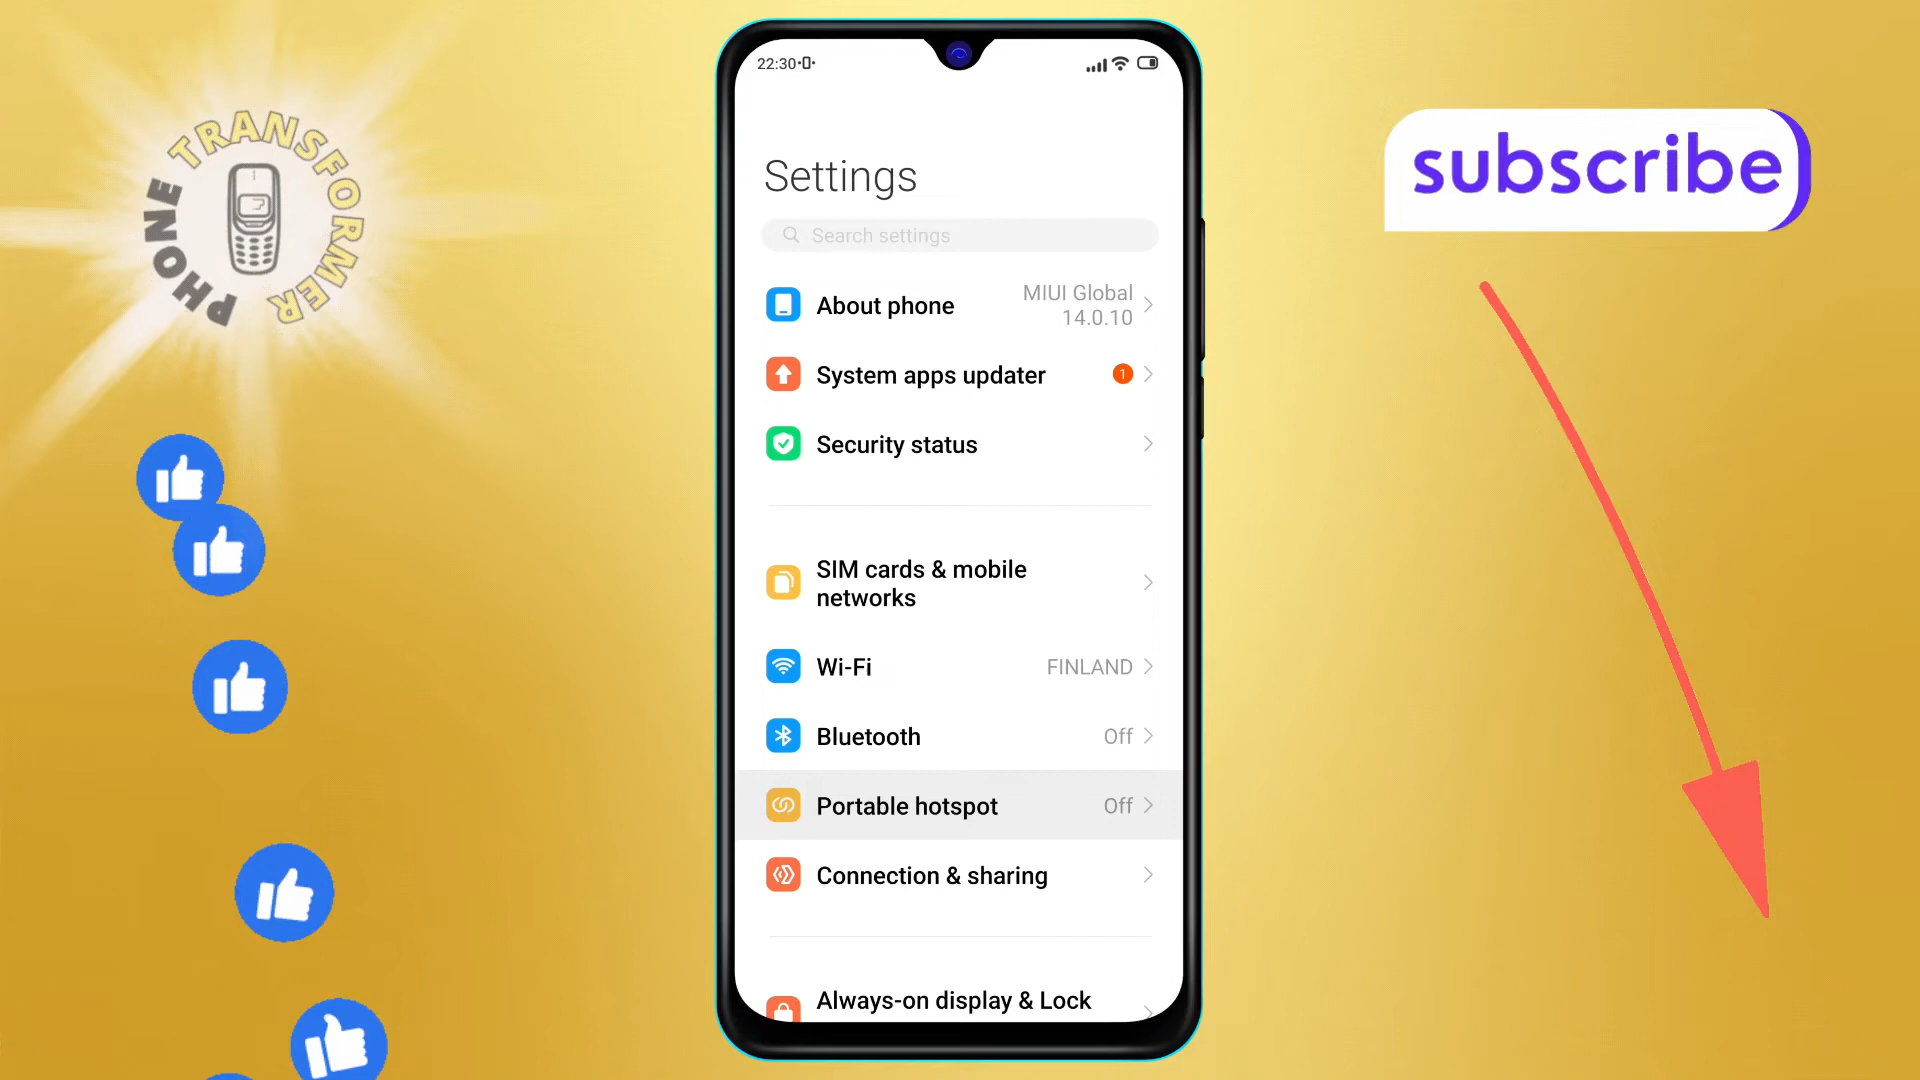 PHONE TRANSFORMER
subscribe
22:30
Settings
Search settings
About phone
MIUI Global
14.0.10
System apps updater
1
Security status
SIM cards & mobile
networks
Wi-Fi
FINLAND
Bluetooth
Off
Portable hotspot
Off
Connection & sharing
Always-on display & Lock